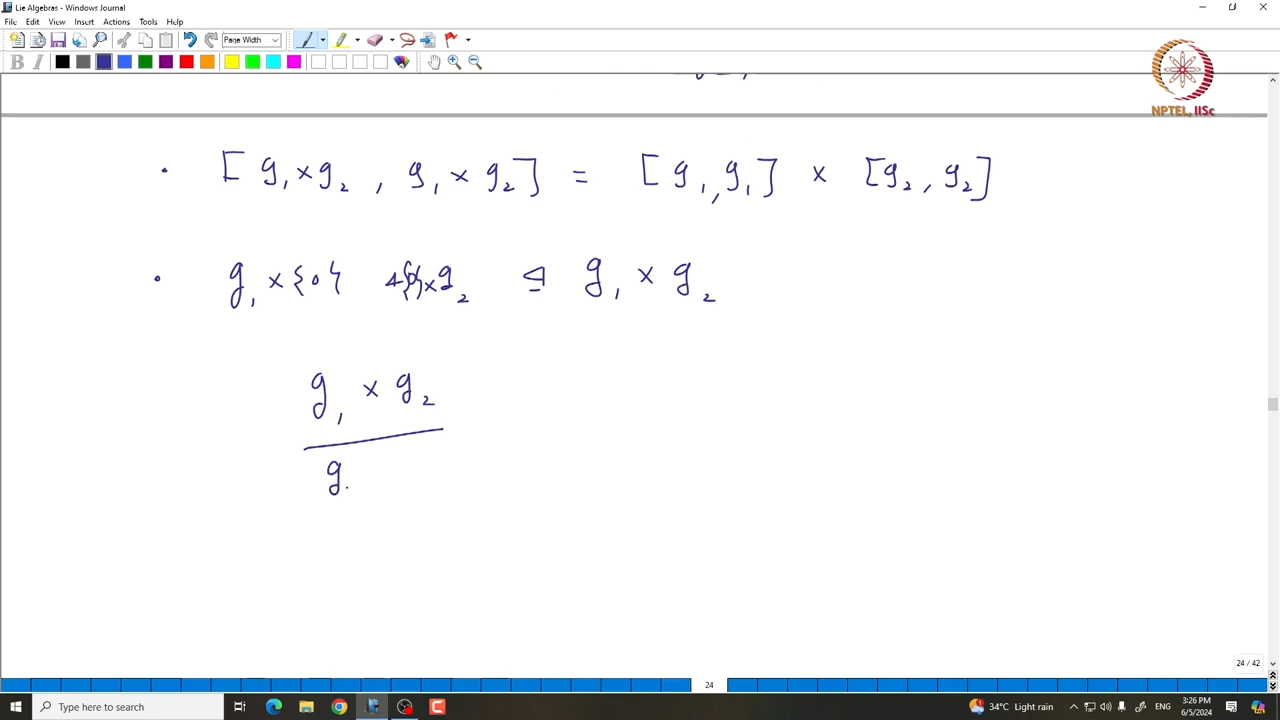 Lie Algebras - Windows Journal
File Edit View Insert Actions Tools Help
Page Width
B I
NPTEL, IISc
• [ g₁ × g₂ , g₁ × g₂ ] = [ g₁ , g₁ ] × [ g₂ , g₂ ]
• g₁ × {0} {0} × g₂ ⊴ g₁ × g₂
g₁ × g₂
g
24 / 42
24
Type here to search
34°C Light rain
3:26 PM
6/5/2024